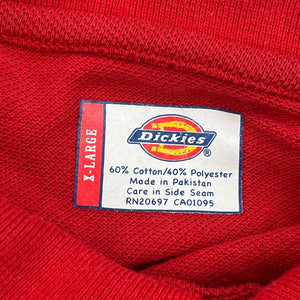 X-LARGE
Dickies®
60% Cotton/40% Polyester
Made in Pakistan
Care in Side Seam
RN20697 CA01095